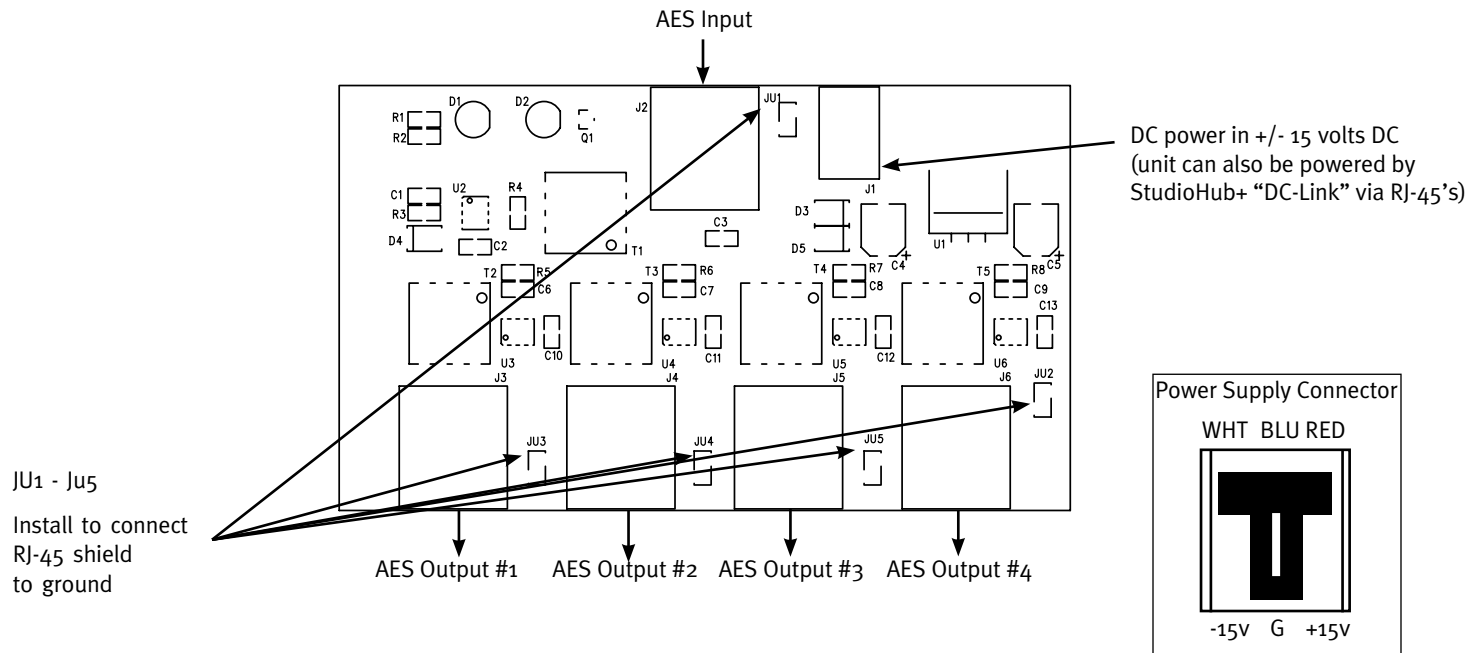 AES Input
D1
D2
J2
JU1
R1
R2
Q1
DC power in +/- 15 volts DC
(unit can also be powered by
StudioHub+ “DC-Link” via RJ-45’s)
J1
C1
U2
R4
R3
D3
D4
C2
T1
C3
D5
C4
U1
C5
T2
R5
C6
T3
R6
C7
T4
R7
C8
T5
R8
C9
C13
U3
C10
U4
C11
U5
C12
U6
J3
J4
J5
J6
JU2
JU3
JU4
JU5
JU1 - Ju5
Install to connect
RJ-45 shield
to ground
AES Output #1
AES Output #2
AES Output #3
AES Output #4
Power Supply Connector
WHT BLU RED
-15v G +15v
+
+